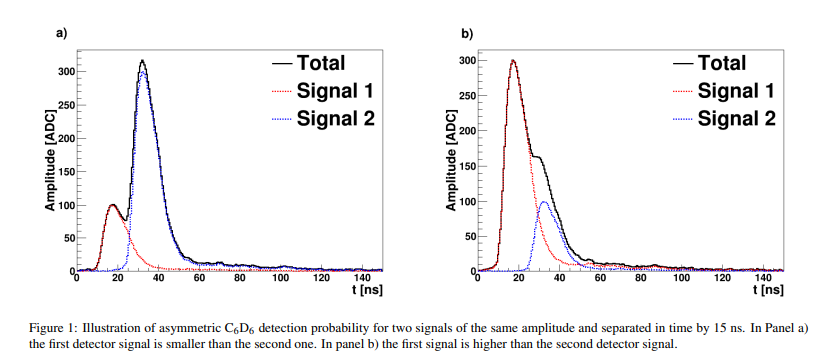 a)
Total
Signal 1
Signal 2
Amplitude [ADC]
300
250
200
150
100
50
0
0 20 40 60 80 100 120 140
t [ns]
b)
Total
Signal 1
Signal 2
Amplitude [ADC]
300
250
200
150
100
50
0
0 20 40 60 80 100 120 140
t [ns]
Figure 1: Illustration of asymmetric C₆D₆ detection probability for two signals of the same amplitude and separated in time by 15 ns. In Panel a)
the first detector signal is smaller than the second one. In panel b) the first signal is higher than the second detector signal.